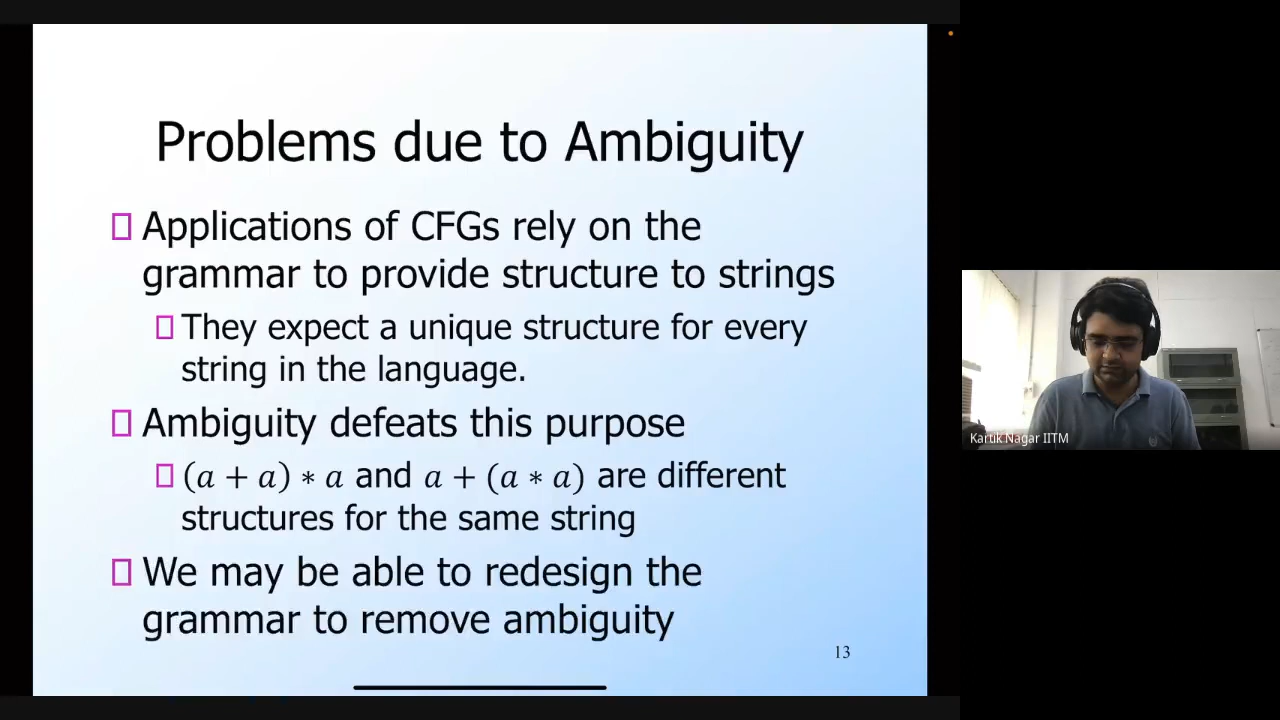 Problems due to Ambiguity
Applications of CFGs rely on the
grammar to provide structure to strings
They expect a unique structure for every
string in the language.
Ambiguity defeats this purpose
(a + a) ∗ a and a + (a ∗ a) are different
structures for the same string
We may be able to redesign the
grammar to remove ambiguity
13
Kartik Nagar IITM